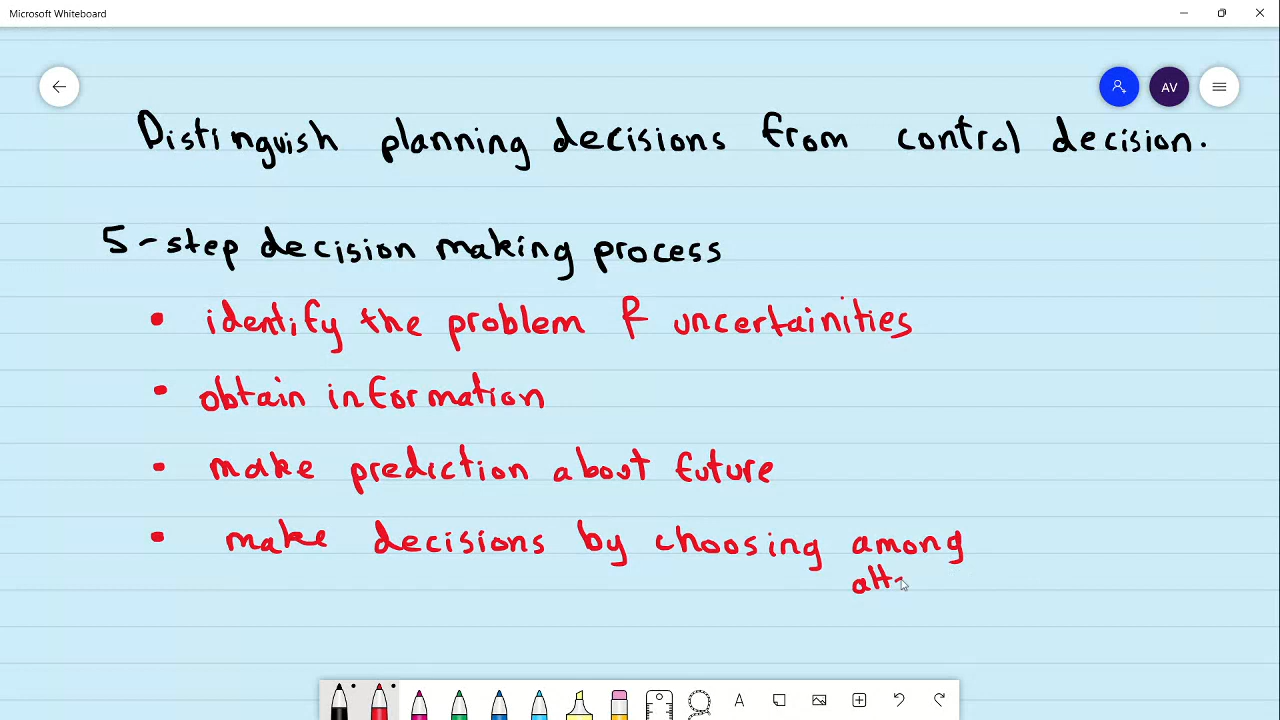 Microsoft Whiteboard
AV
Distinguish planning decisions from control decision.
5-step decision making process
• identify the problem & uncertainities
• obtain information
• make prediction about future
• make decisions by choosing among
alt
A